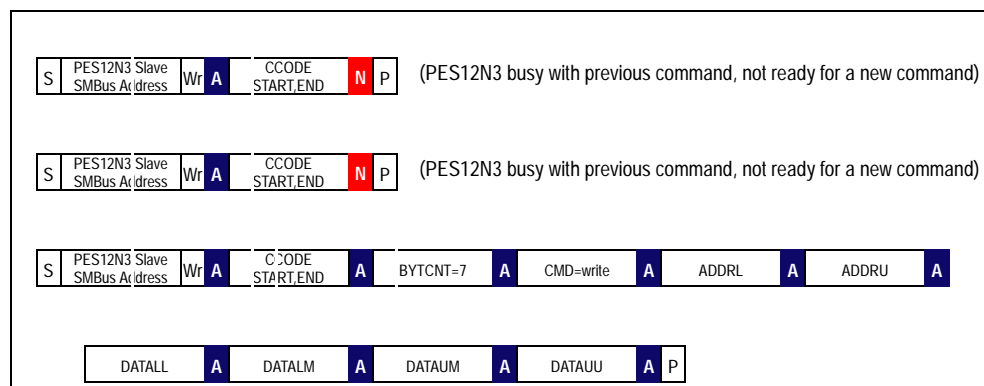 S PES12N3 Slave SMBus Address Wr A CCODE START,END N P (PES12N3 busy with previous command, not ready for a new command)
S PES12N3 Slave SMBus Address Wr A CCODE START,END N P (PES12N3 busy with previous command, not ready for a new command)
S PES12N3 Slave SMBus Address Wr A CCODE START,END A BYTCNT=7 A CMD=write A ADDRL A ADDRU A
DATALL A DATALM A DATAUM A DATAUU A P